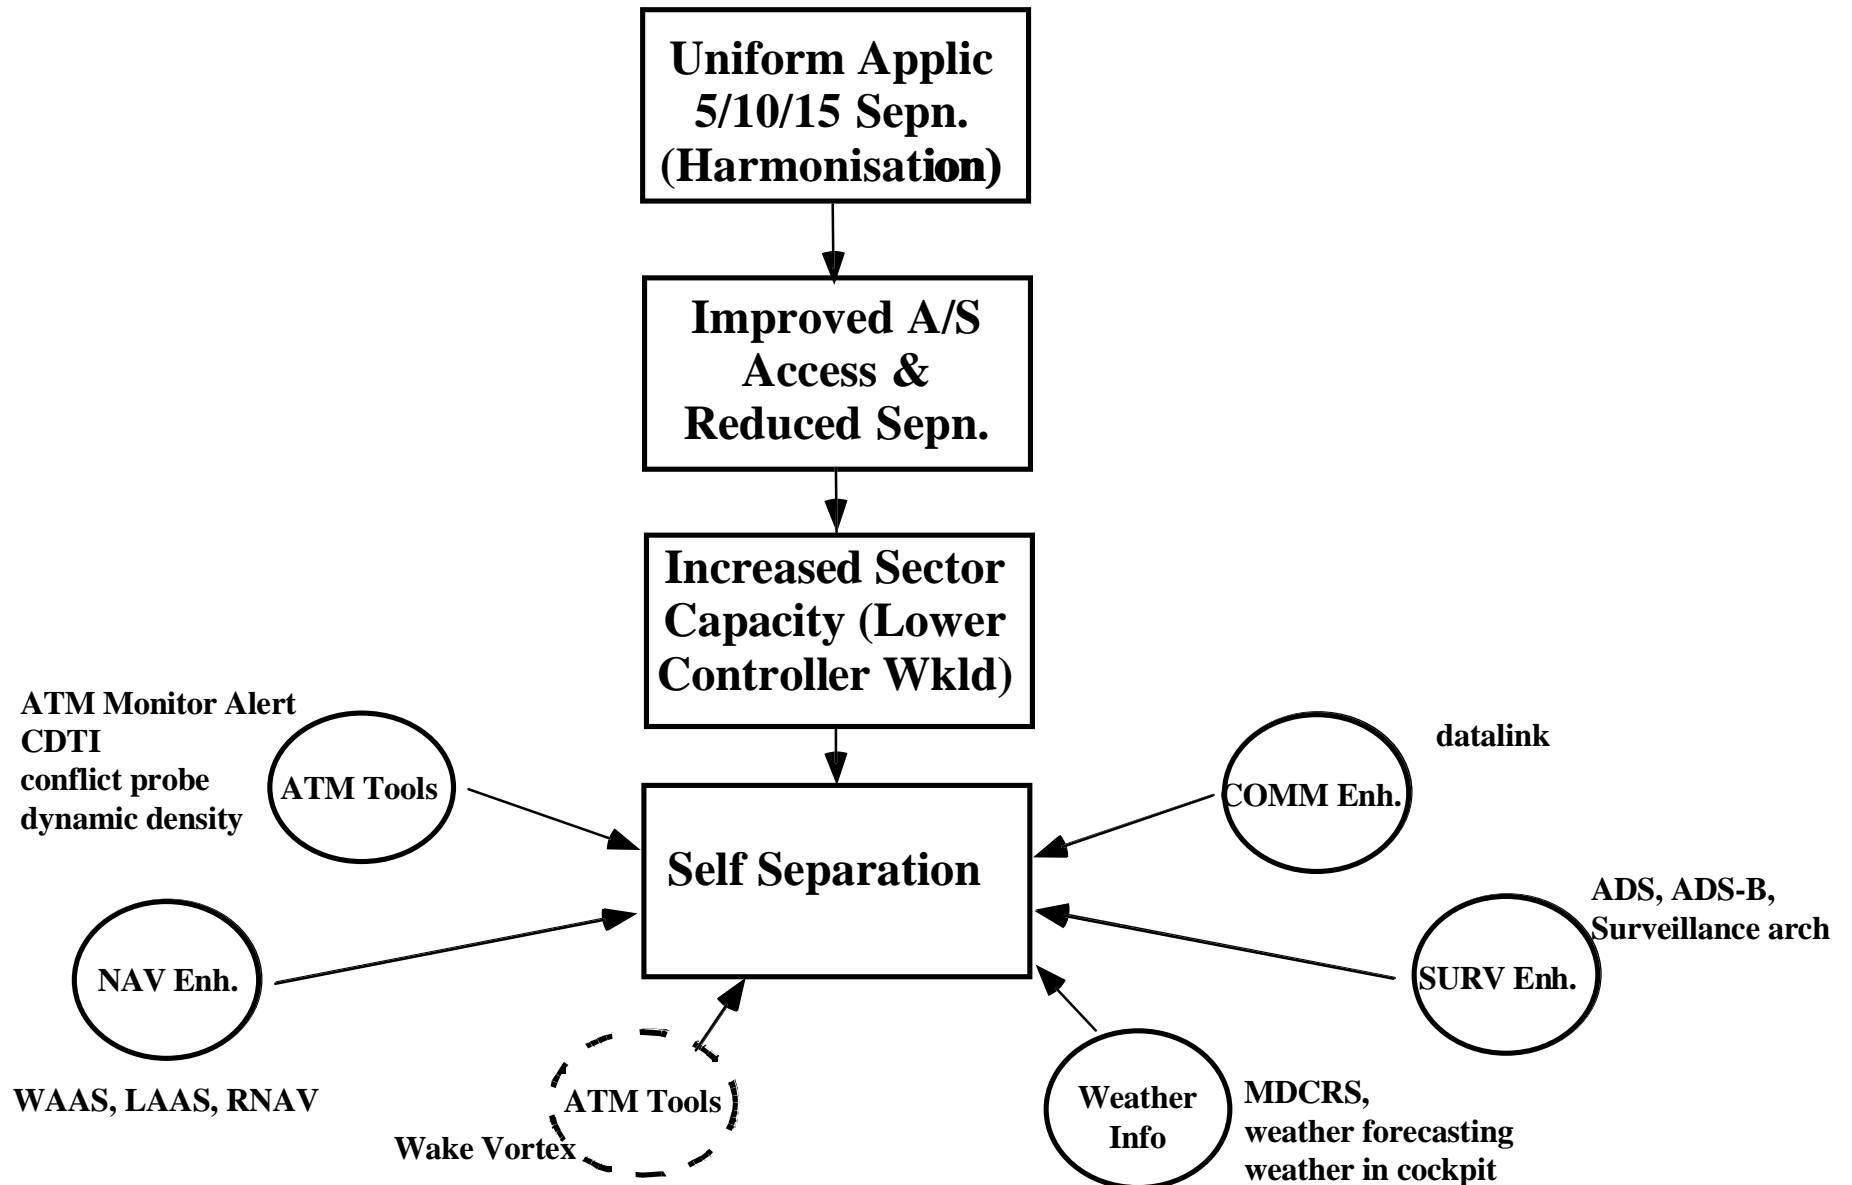 Uniform Applic
5/10/15 Sepn.
(Harmonisation)
Improved A/S
Access &
Reduced Sepn.
Increased Sector
Capacity (Lower
Controller Wkld)
ATM Monitor Alert
CDTI
conflict probe
dynamic density
ATM Tools
datalink
COMM Enh.
Self Separation
ADS, ADS-B,
Surveillance arch
NAV Enh.
SURV Enh.
WAAS, LAAS, RNAV
ATM Tools
Wake Vortex
Weather
Info
MDCRS,
weather forecasting
weather in cockpit